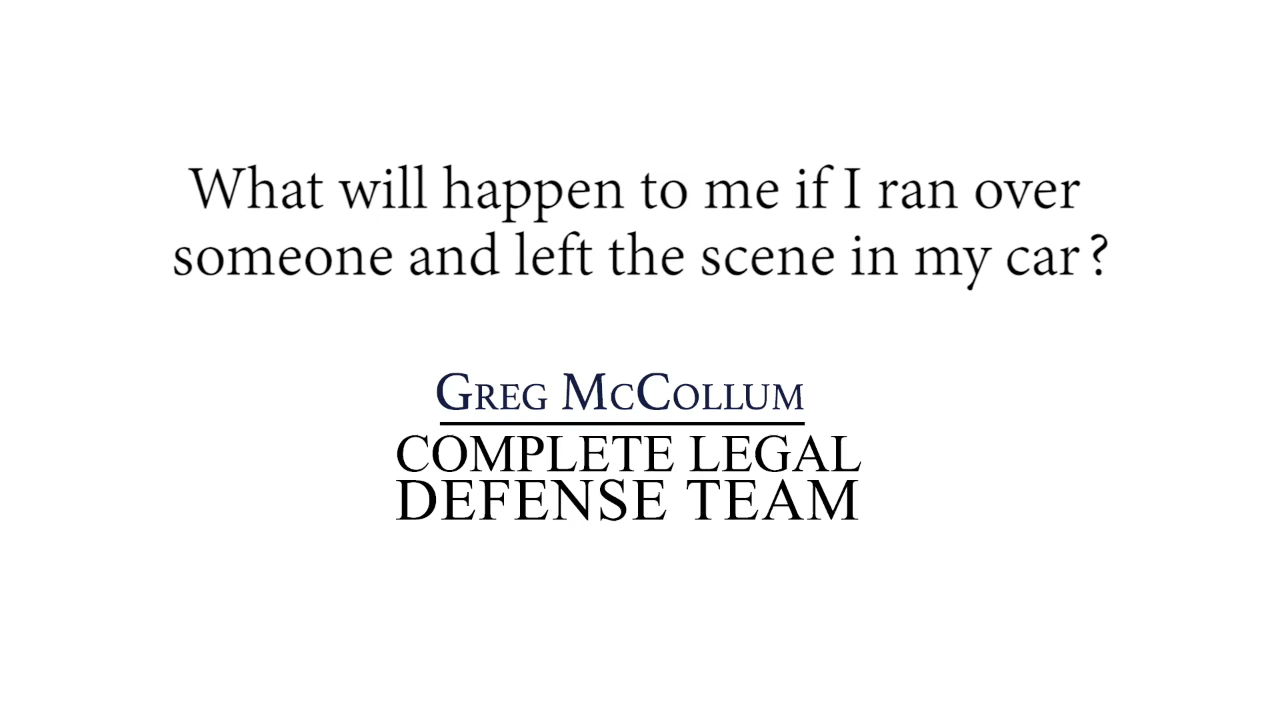 What will happen to me if I ran over
someone and left the scene in my car?
GREG MCCOLLUM
COMPLETE LEGAL
DEFENSE TEAM